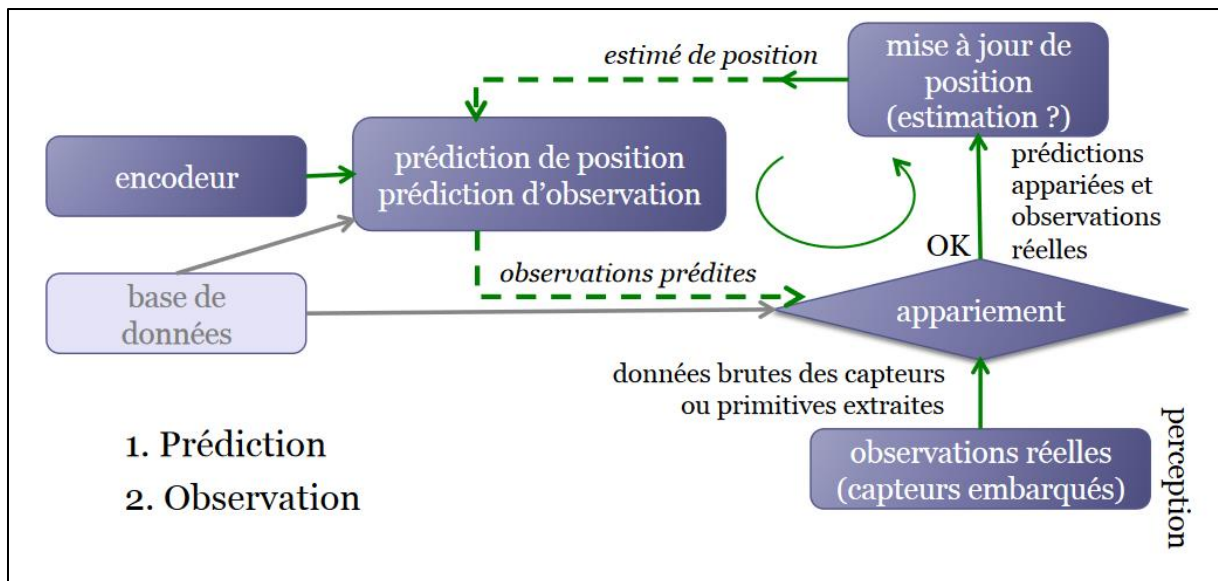 estimé de position
mise à jour de
position
(estimation ?)
encodeur
prédiction de position
prédiction d’observation
prédictions
appariées et
observations
réelles
OK
observations prédites
base de
données
appariement
données brutes des capteurs
ou primitives extraites
observations réelles
(capteurs embarqués)
perception
1. Prédiction
2. Observation